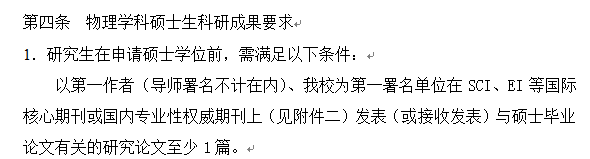 第四条　物理学科硕士生科研成果要求
1．研究生在申请硕士学位前，需满足以下条件：
以第一作者（导师署名不计在内）、我校为第一署名单位在 SCI、EI 等国际
核心期刊或国内专业性权威期刊上（见附件二）发表（或接收发表）与硕士毕业
论文有关的研究论文至少 1 篇。